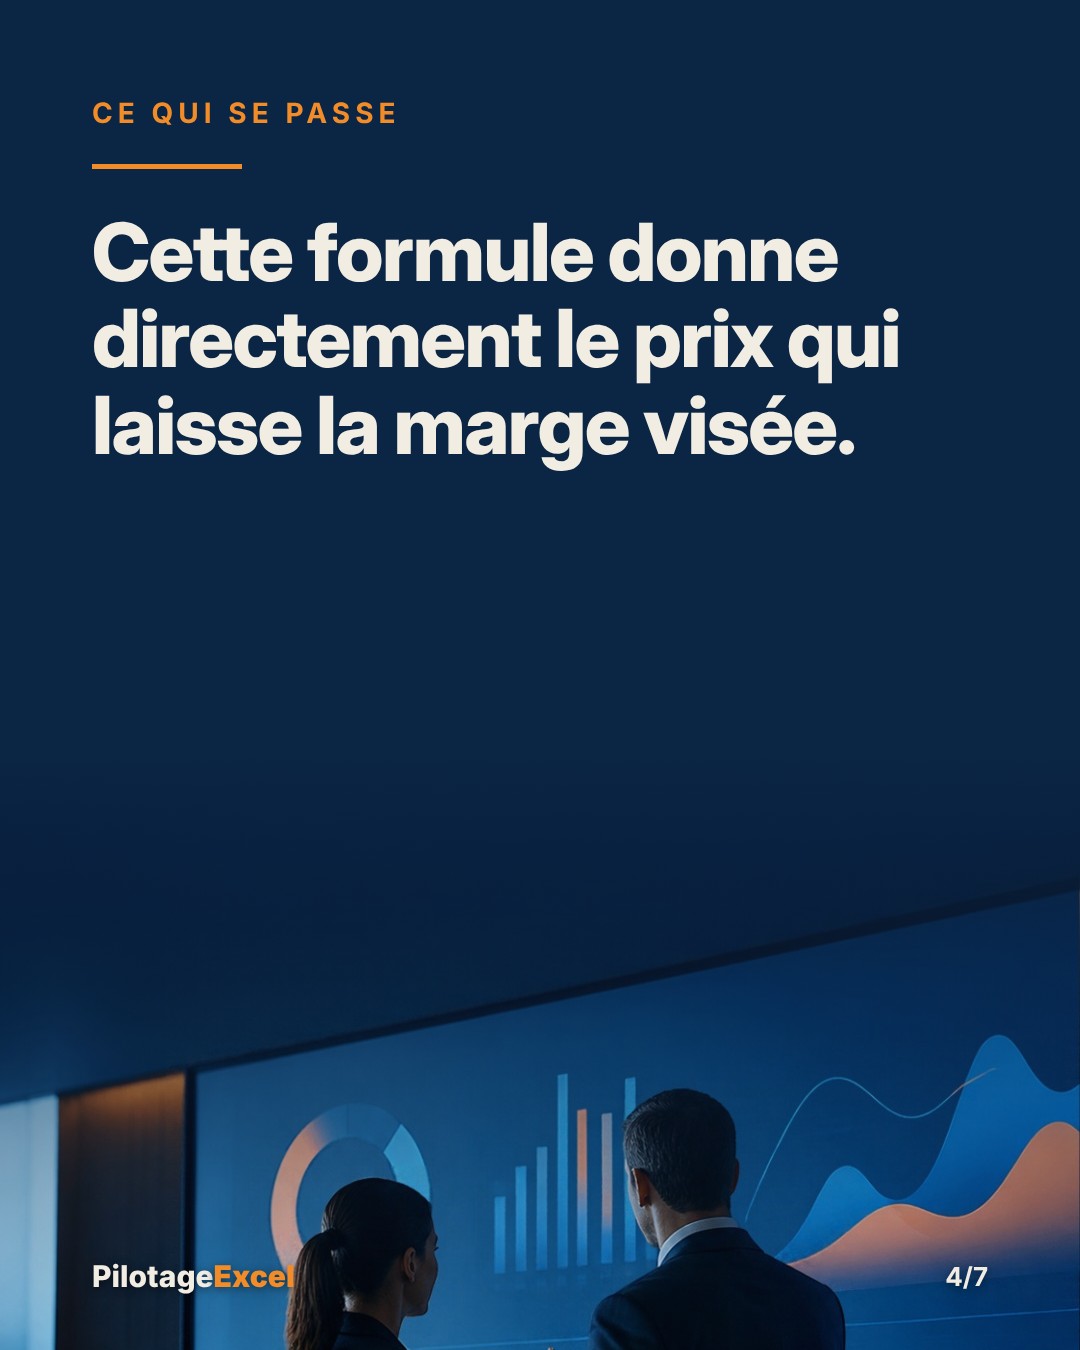 CE QUI SE PASSE
Cette formule donne
directement le prix qui
laisse la marge visée.
PilotageExcel
4/7